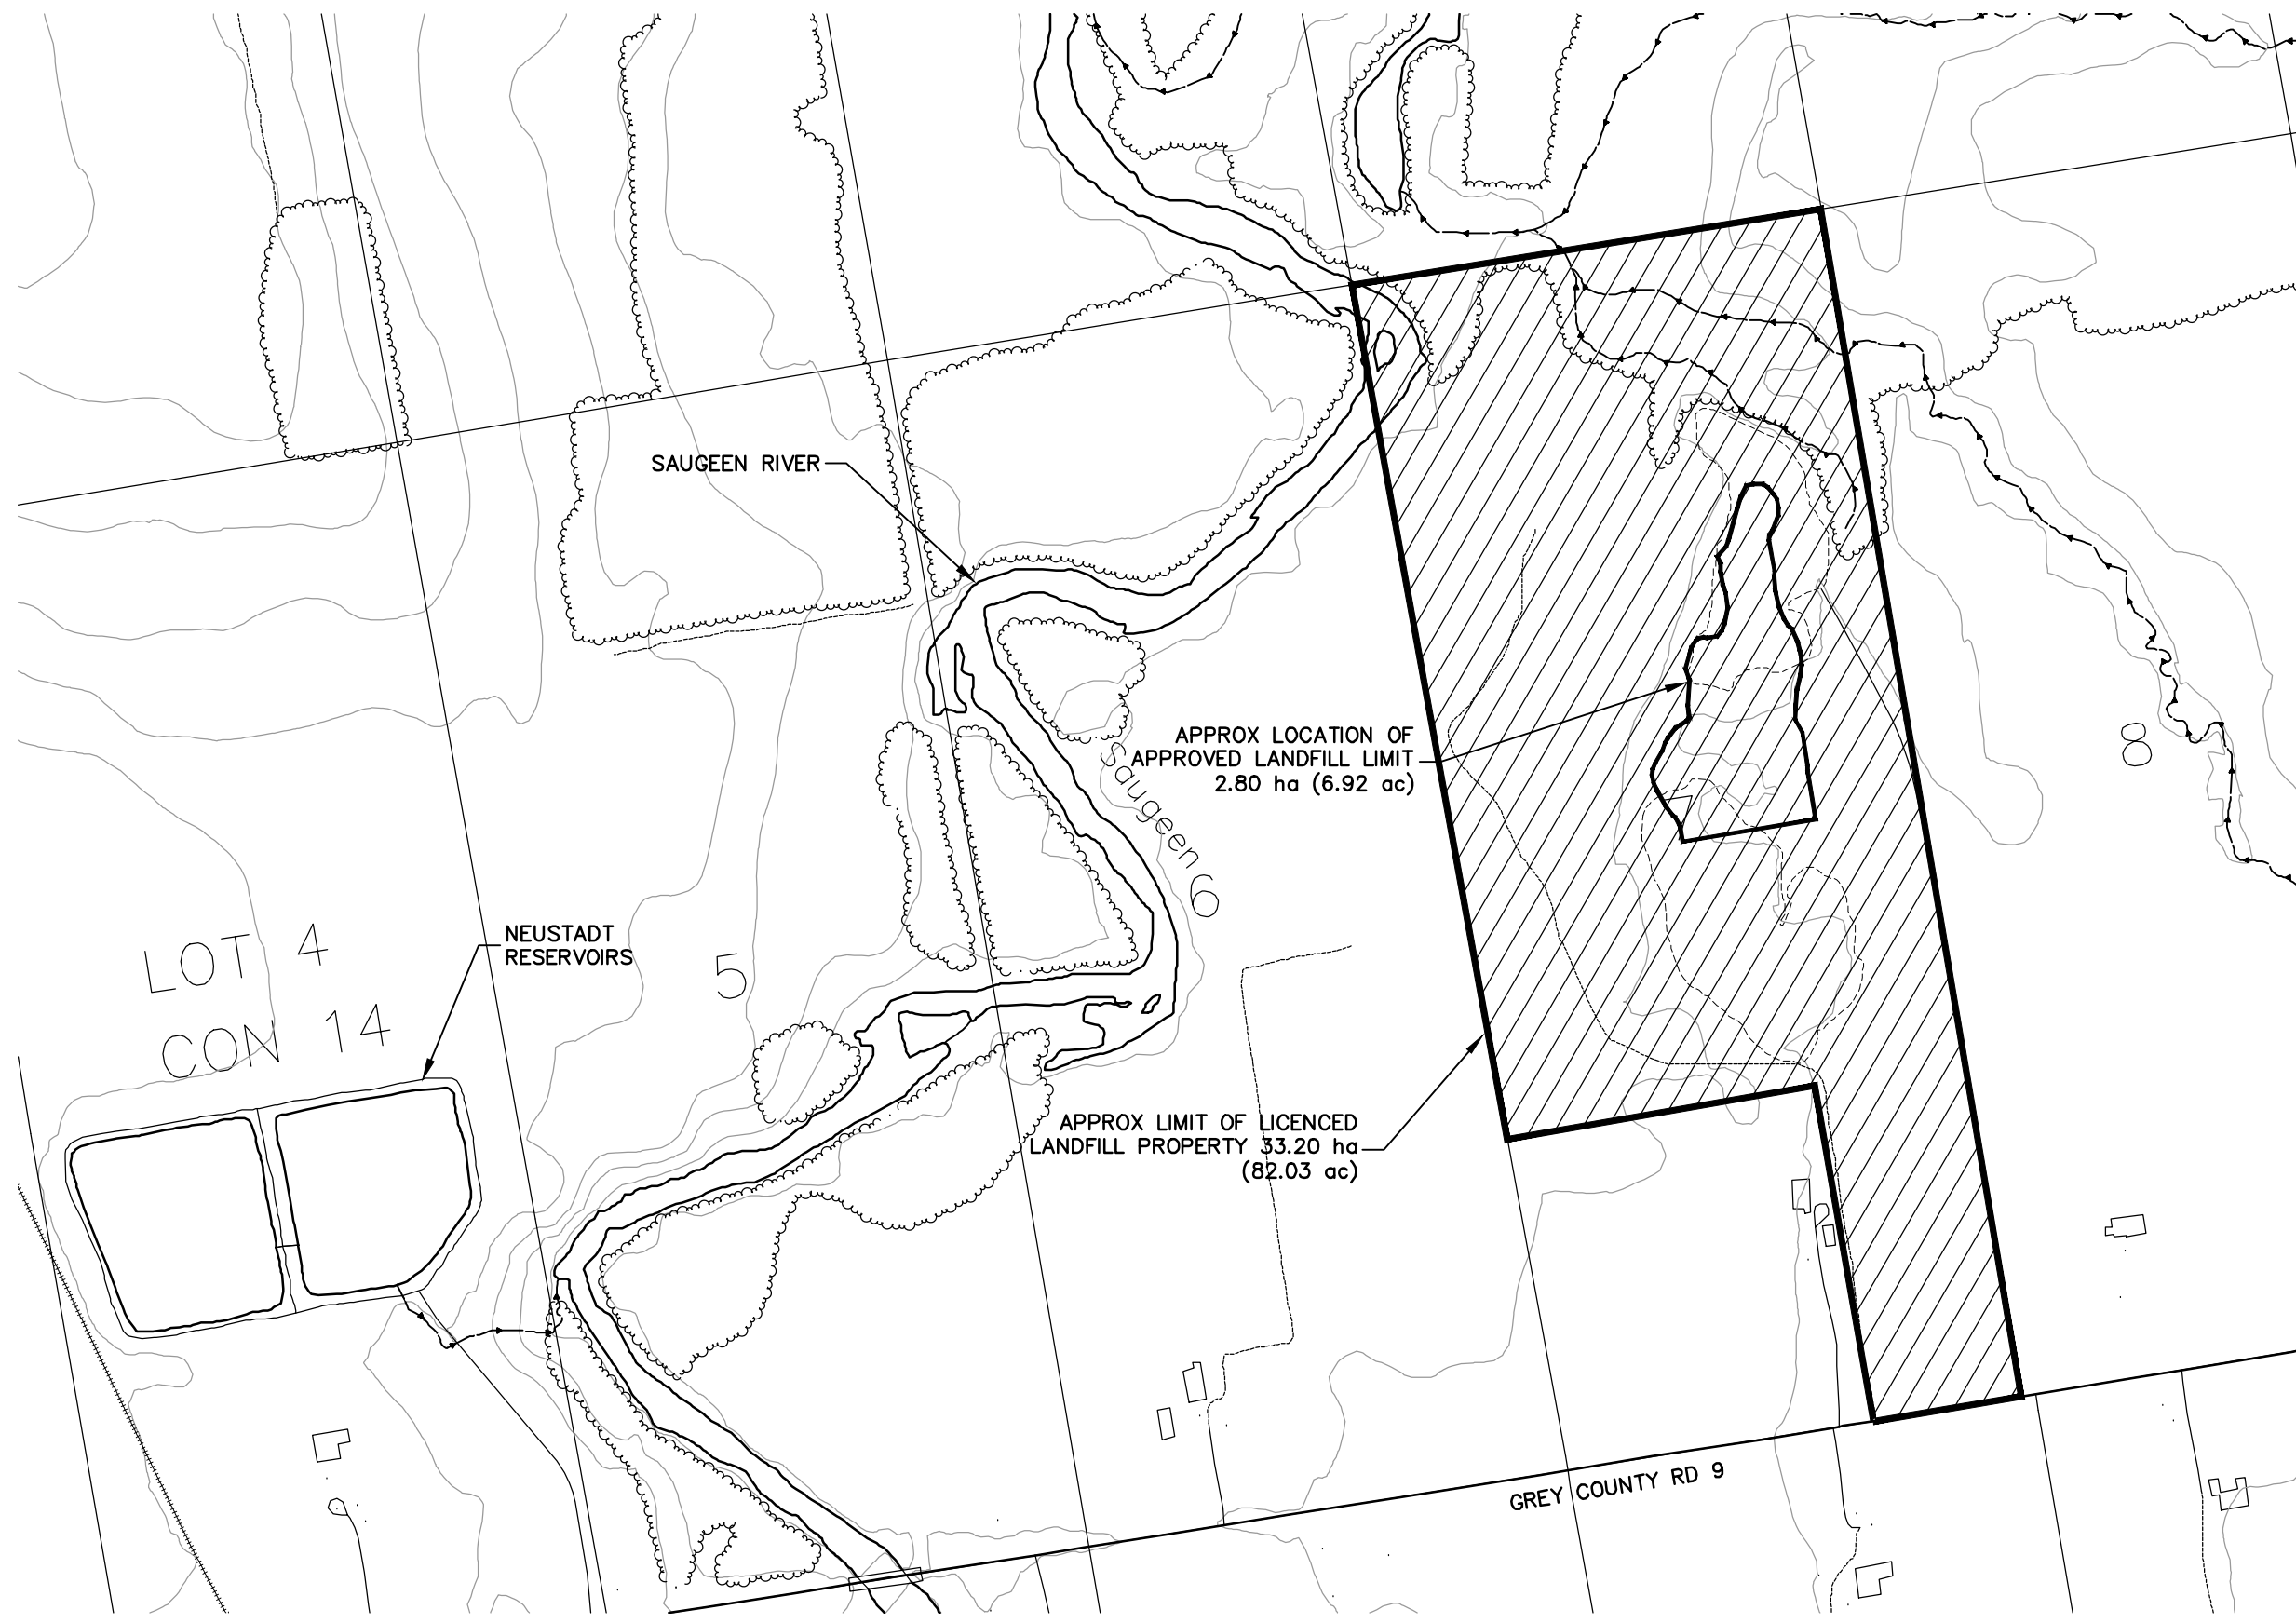 SAUGEEN RIVER
APPROX LOCATION OF
APPROVED LANDFILL LIMIT
2.80 ha (6.92 ac)
8
Saugeen
6
NEUSTADT
RESERVOIRS
LOT 4
CON 14
5
APPROX LIMIT OF LICENCED
LANDFILL PROPERTY 33.20 ha
(82.03 ac)
GREY COUNTY RD 9